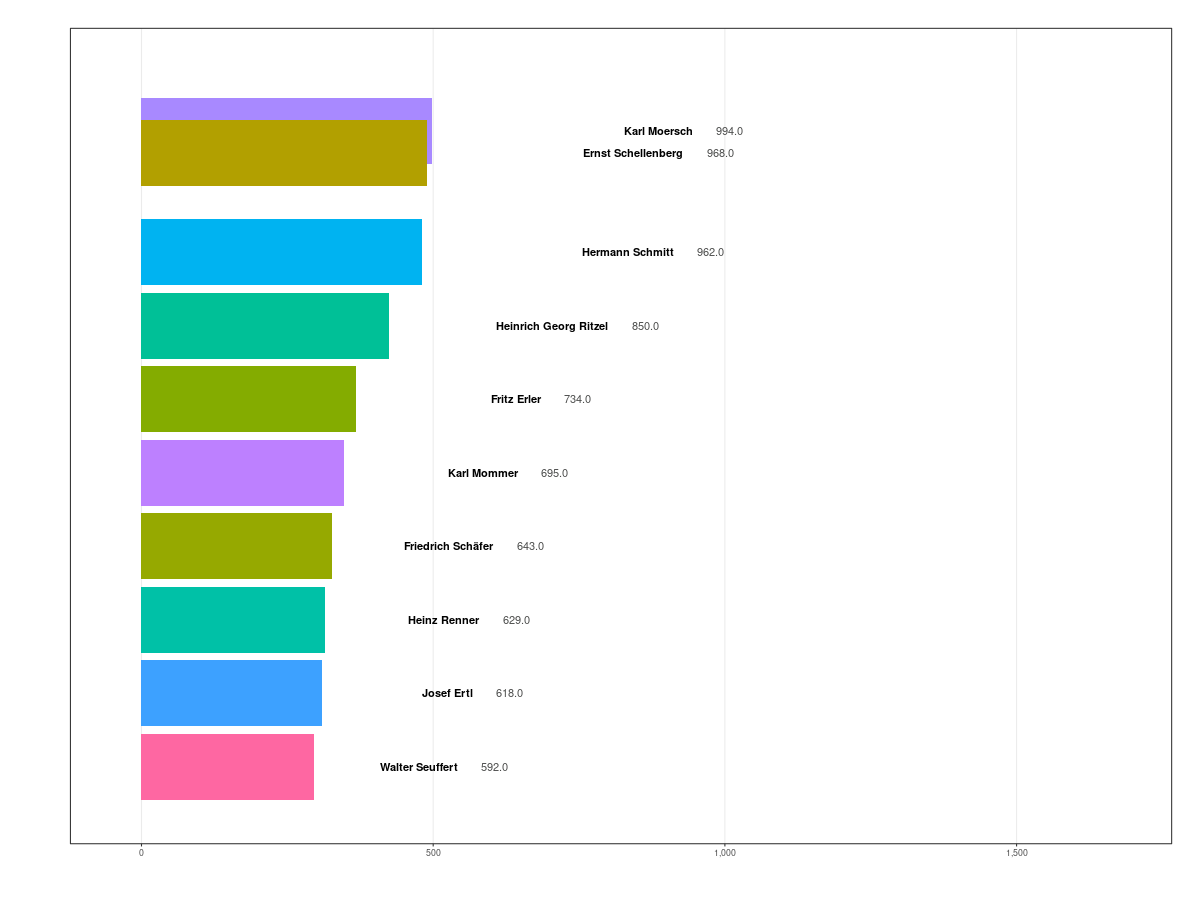 Karl Moersch 994.0
Ernst Schellenberg 968.0
Hermann Schmitt 962.0
Heinrich Georg Ritzel 850.0
Fritz Erler 734.0
Karl Mommer 695.0
Friedrich Schäfer 643.0
Heinz Renner 629.0
Josef Ertl 618.0
Walter Seuffert 592.0
0 500 1,000 1,500